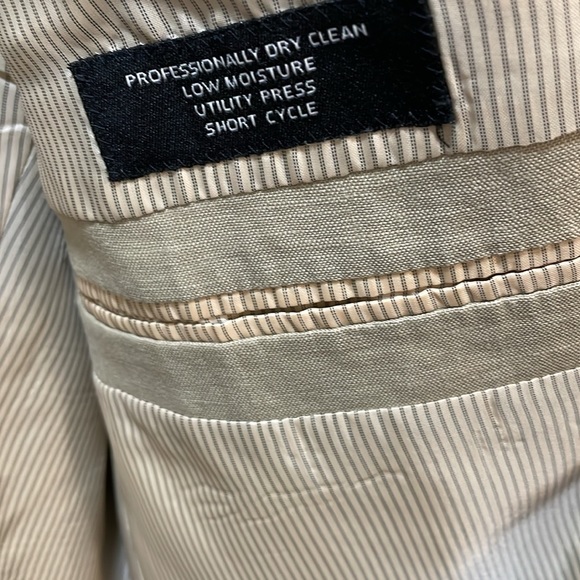 PROFESSIONALLY DRY CLEAN
LOW MOISTURE
UTILITY PRESS
SHORT CYCLE